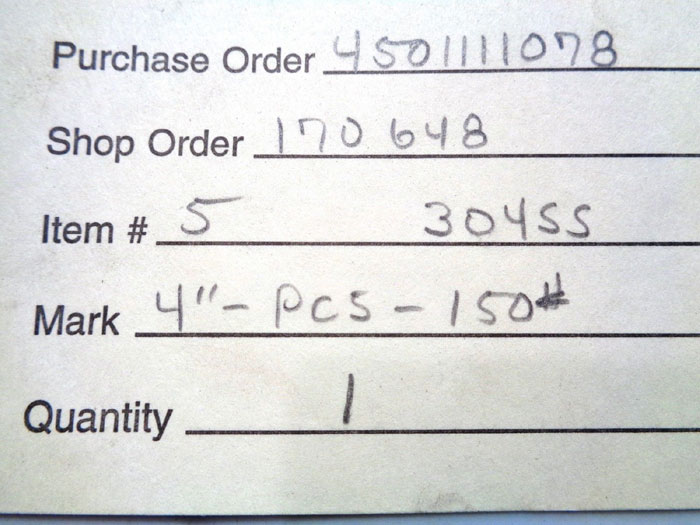 Purchase Order 4501111078
Shop Order 170648
Item # 5 304SS
Mark 4"- PCS - 150#
Quantity 1